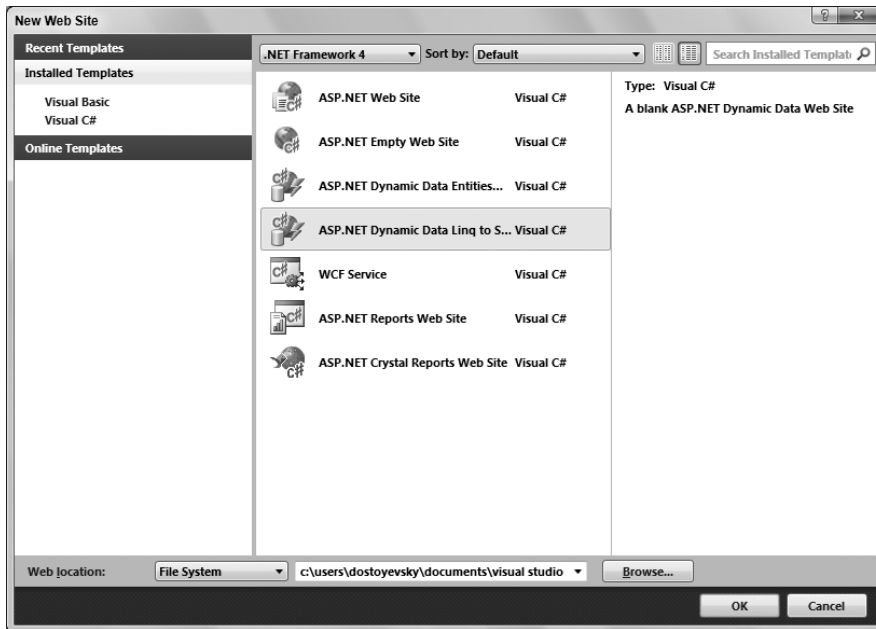 New Web Site
Recent Templates
Installed Templates
Visual Basic
Visual C#
Online Templates
.NET Framework 4
Sort by: Default
Search Installed Templat
ASP.NET Web Site Visual C#
ASP.NET Empty Web Site Visual C#
ASP.NET Dynamic Data Entities... Visual C#
ASP.NET Dynamic Data Linq to S... Visual C#
WCF Service Visual C#
ASP.NET Reports Web Site Visual C#
ASP.NET Crystal Reports Web Site Visual C#
Type: Visual C#
A blank ASP.NET Dynamic Data Web Site
Web location: File System c:\users\dostoyevsky\documents\visual studio Browse...
OK Cancel